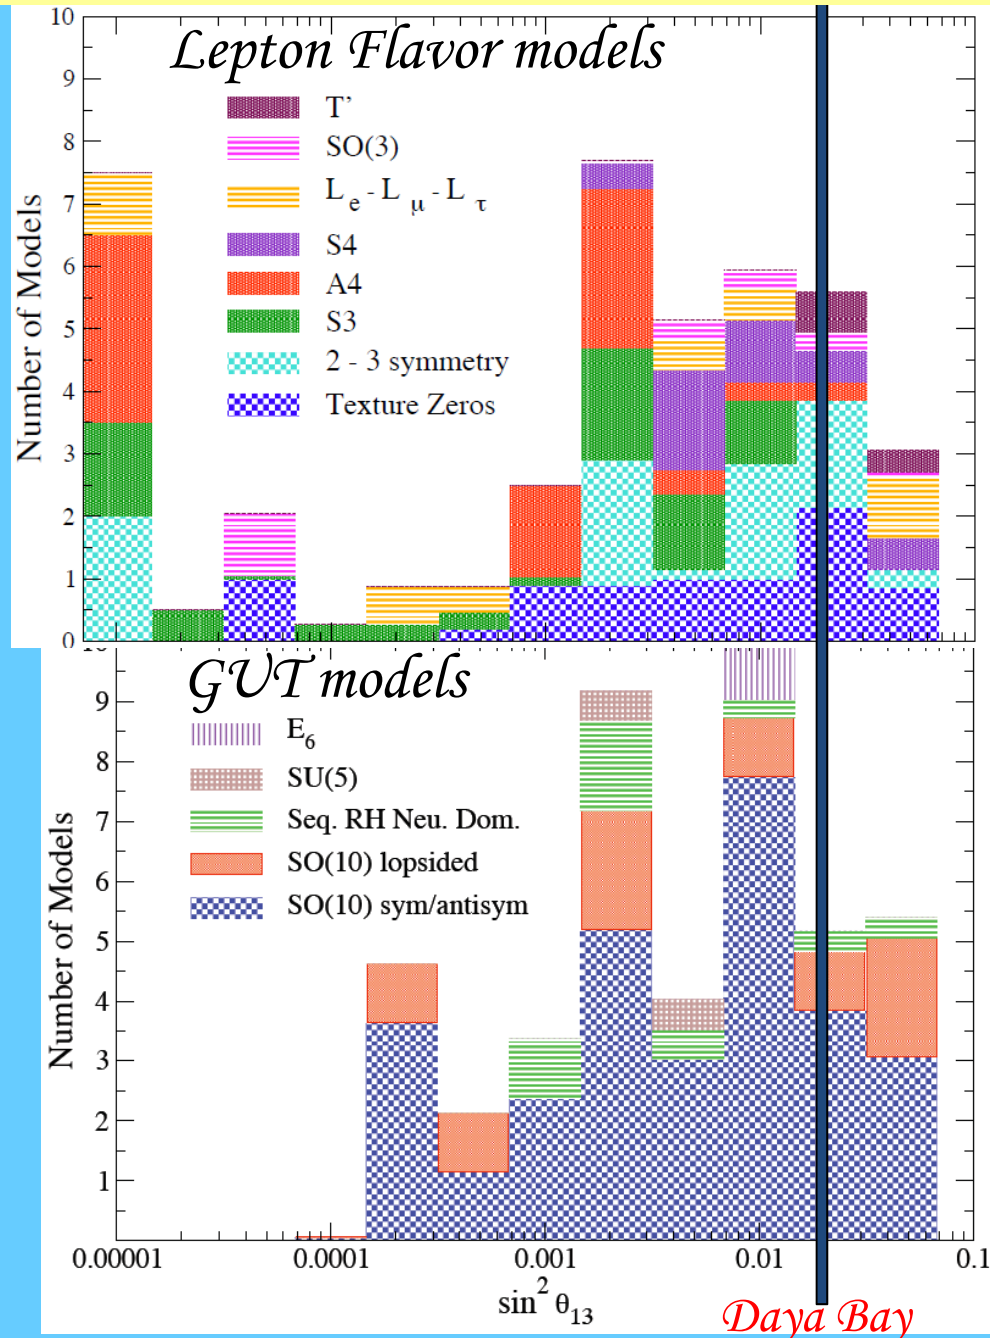 Lepton Flavor models
10
9
8
7
6
5
4
3
2
1
0
Number of Models
T’
SO(3)
L e - L μ - L τ
S4
A4
S3
2 - 3 symmetry
Texture Zeros
GUT models
9
8
7
6
5
4
3
2
1
Number of Models
E6
SU(5)
Seq. RH Neu. Dom.
SO(10) lopsided
SO(10) sym/antisym
0.00001 0.0001 0.001 0.01 0.1
sin2 θ13
Daya Bay